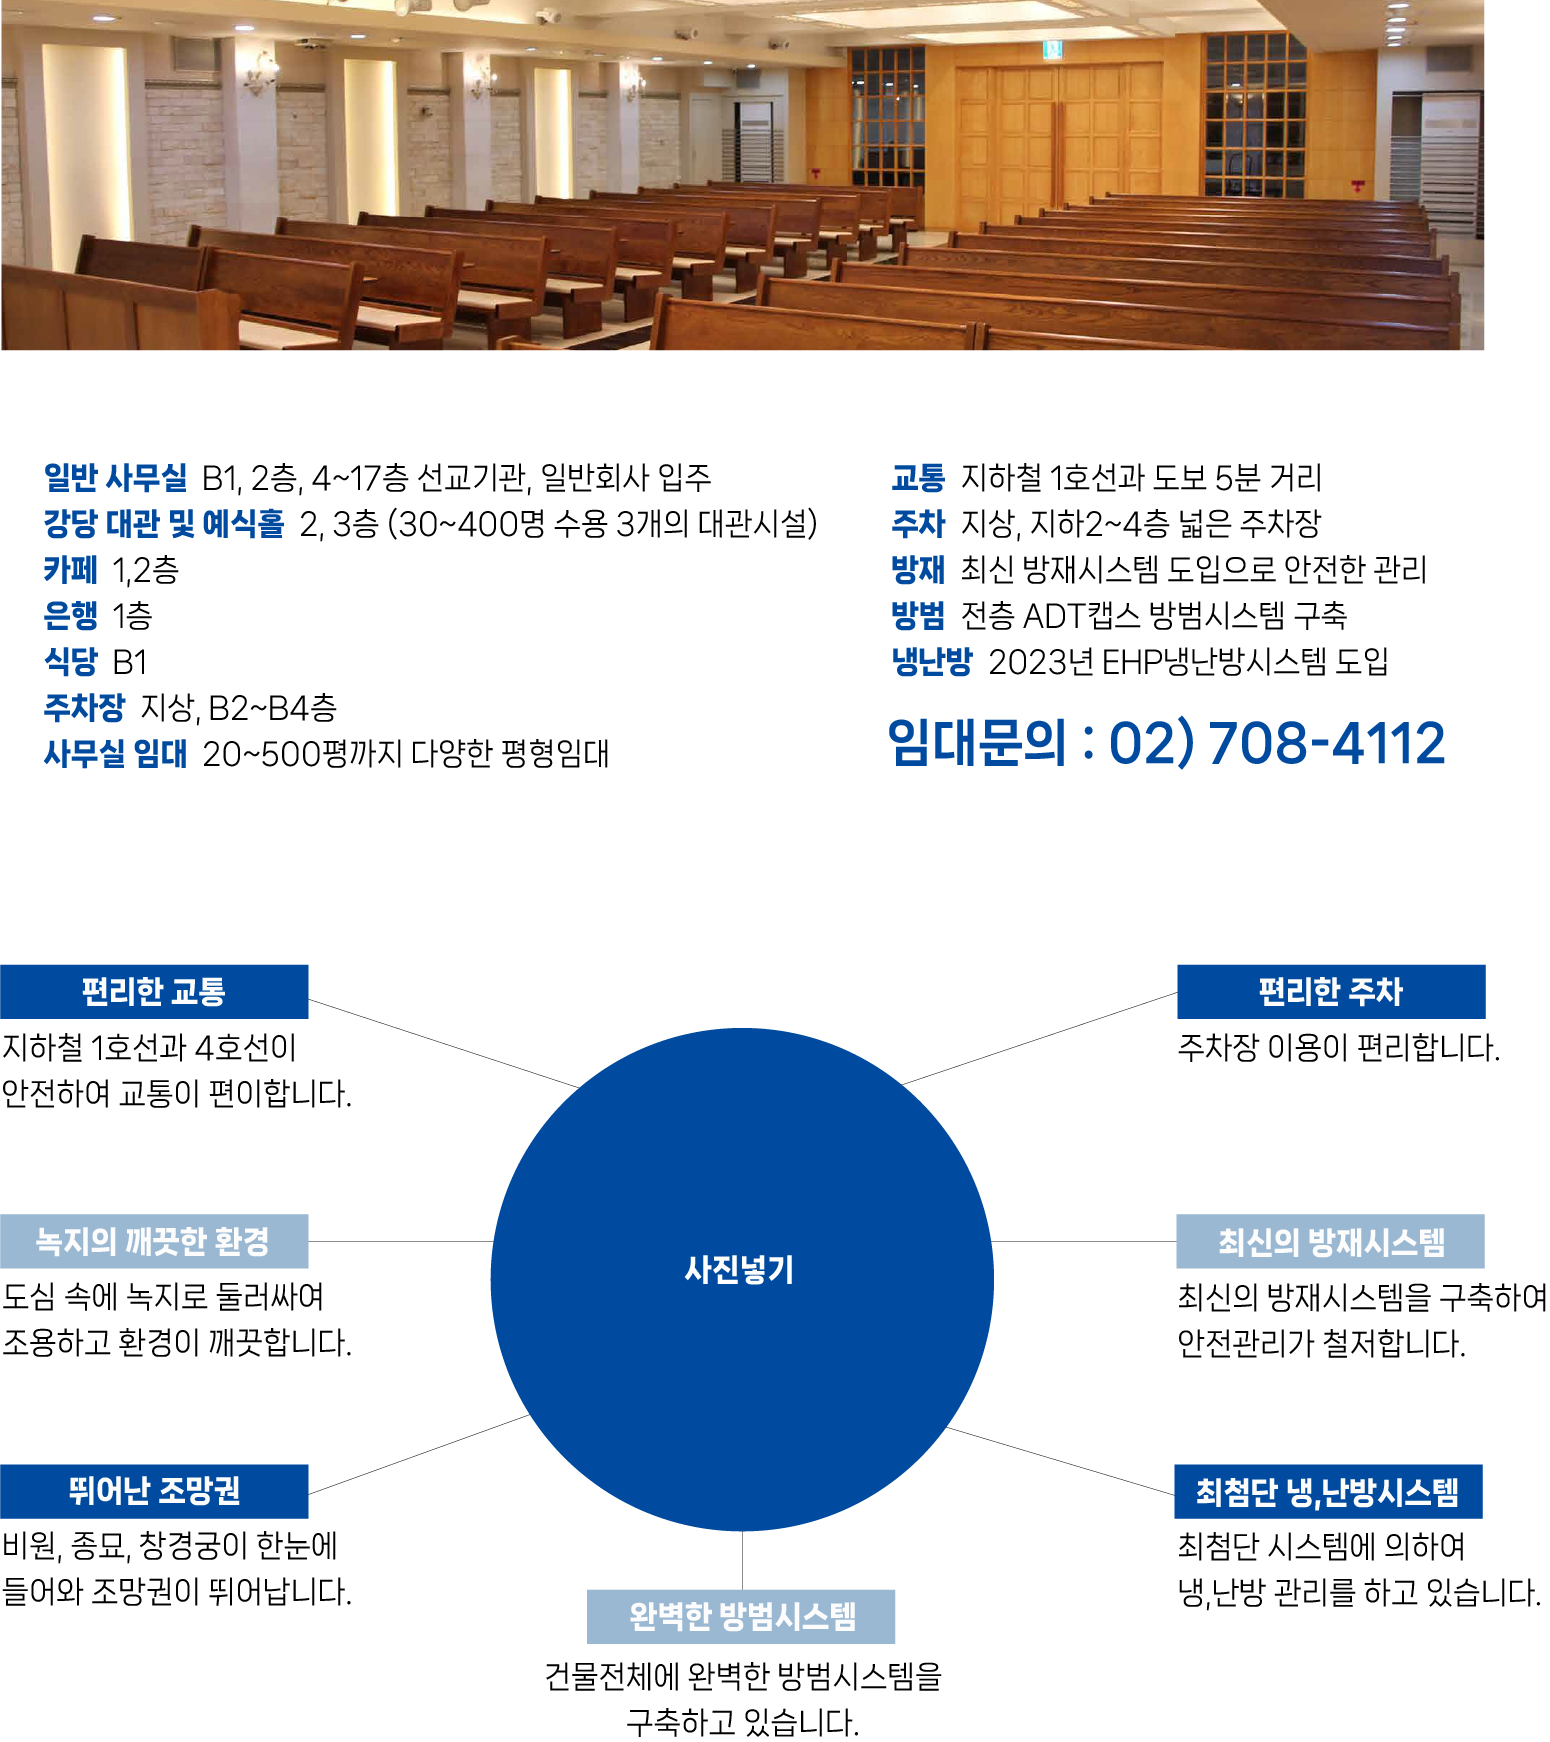 일반 사무실 B1, 2층, 4~17층 선교기관, 일반회사 입주
강당 대관 및 예식홀 2, 3층 (30~400명 수용 3개의 대관시설)
카페 1,2층
은행 1층
식당 B1
주차장 지상, B2~B4층
사무실 임대 20~500평까지 다양한 평형임대
교통 지하철 1호선과 도보 5분 거리
주차 지상, 지하2~4층 넓은 주차장
방재 최신 방재시스템 도입으로 안전한 관리
방범 전층 ADT캡스 방범시스템 구축
냉난방 2023년 EHP냉난방시스템 도입
임대문의 : 02) 708-4112
편리한 교통
지하철 1호선과 4호선이
안전하여 교통이 편이합니다.
편리한 주차
주차장 이용이 편리합니다.
녹지의 깨끗한 환경
도심 속에 녹지로 둘러싸여
조용하고 환경이 깨끗합니다.
사진넣기
최신의 방재시스템
최신의 방재시스템을 구축하여
안전관리가 철저합니다.
뛰어난 조망권
비원, 종묘, 창경궁이 한눈에
들어와 조망권이 뛰어납니다.
최첨단 냉,난방시스템
최첨단 시스템에 의하여
냉,난방 관리를 하고 있습니다.
완벽한 방범시스템
건물전체에 완벽한 방범시스템을
구축하고 있습니다.